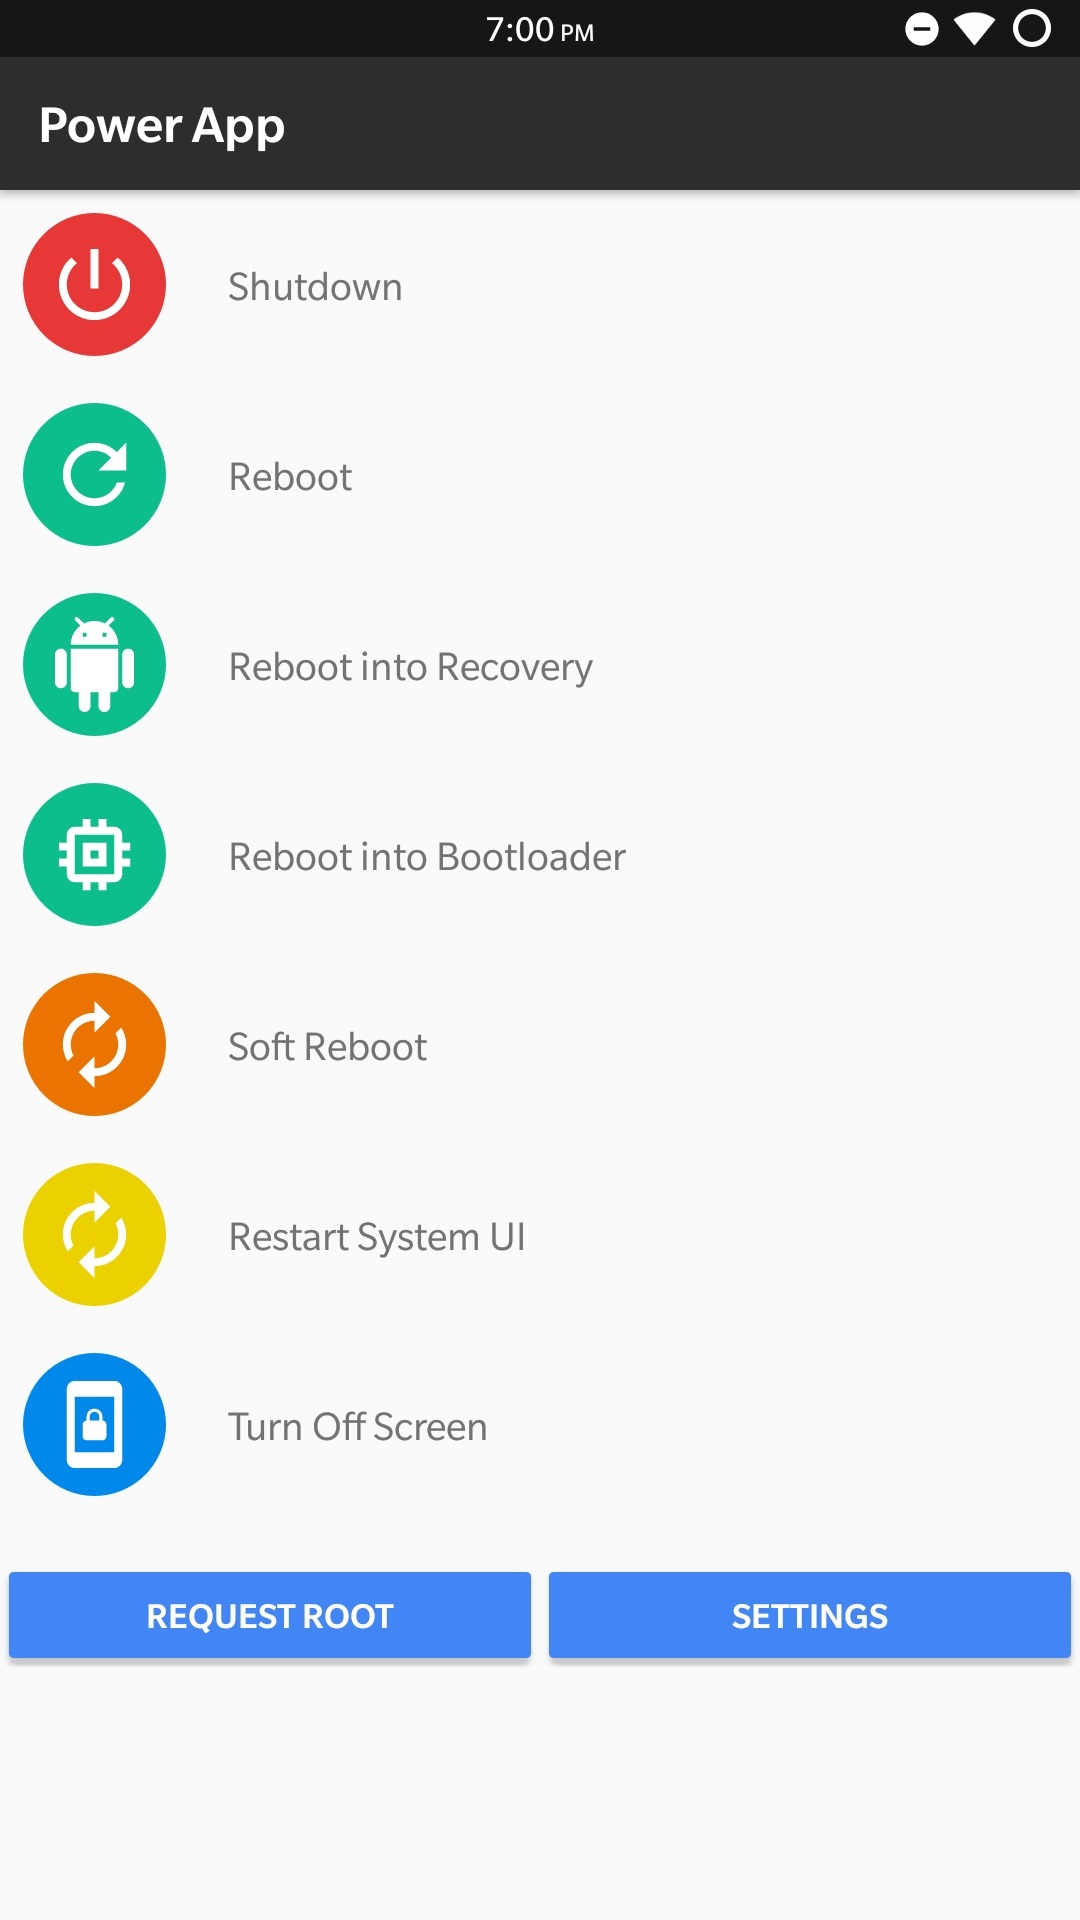 7:00 PM
Power App
Shutdown
Reboot
Reboot into Recovery
Reboot into Bootloader
Soft Reboot
Restart System UI
Turn Off Screen
REQUEST ROOT
SETTINGS